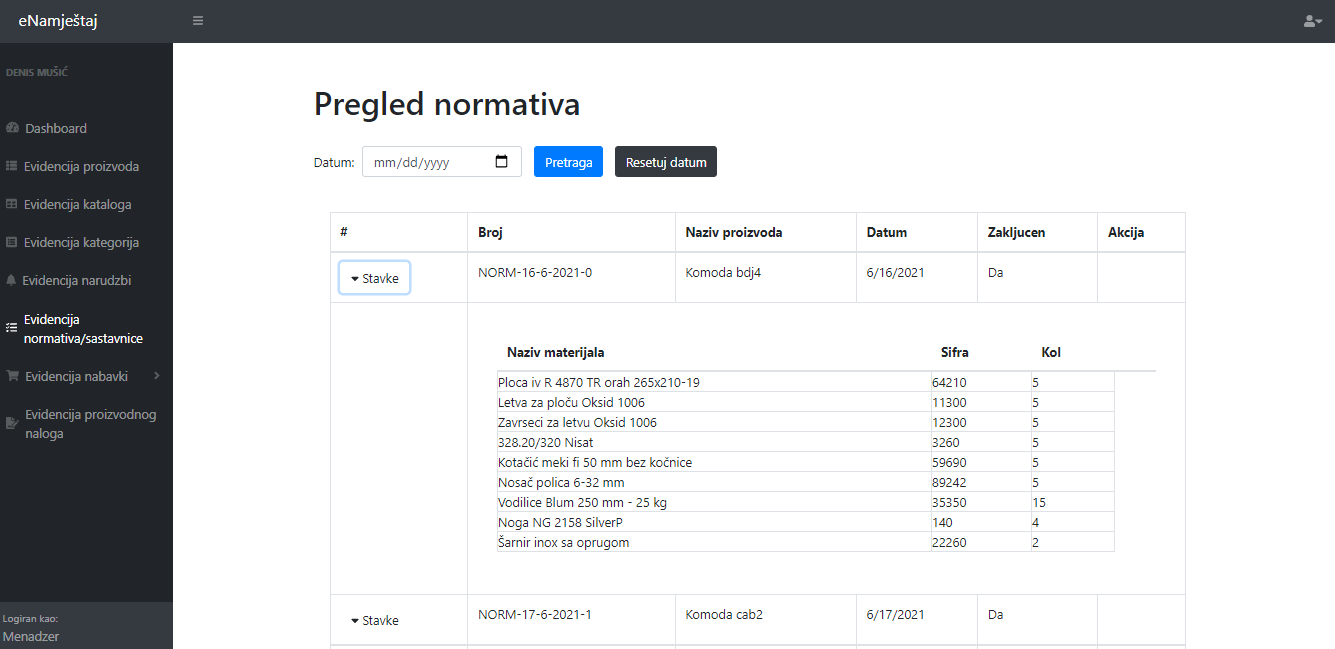 eNamještaj
DENIS MUŠIĆ
Dashboard
Evidencija proizvoda
Evidencija kataloga
Evidencija kategorija
Evidencija narudzbi
Evidencija
normativa/sastavnice
Evidencija nabavki
Evidencija proizvodnog
naloga
Logiran kao:
Menadzer
Pregled normativa
Datum: mm/dd/yyyy Pretraga Resetuj datum
# Broj Naziv proizvoda Datum Zakljucen Akcija
Stavke NORM-16-6-2021-0 Komoda bdj4 6/16/2021 Da
Naziv materijala Sifra Kol
Ploca iv R 4870 TR orah 265x210-19 64210 5
Letva za ploču Oksid 1006 11300 5
Zavrseci za letvu Oksid 1006 12300 5
328.20/320 Nisat 3260 5
Kotačić meki fi 50 mm bez kočnice 59690 5
Nosač polica 6-32 mm 89242 5
Vodilice Blum 250 mm - 25 kg 35350 15
Noga NG 2158 SilverP 140 4
Šarnir inox sa oprugom 22260 2
Stavke NORM-17-6-2021-1 Komoda cab2 6/17/2021 Da